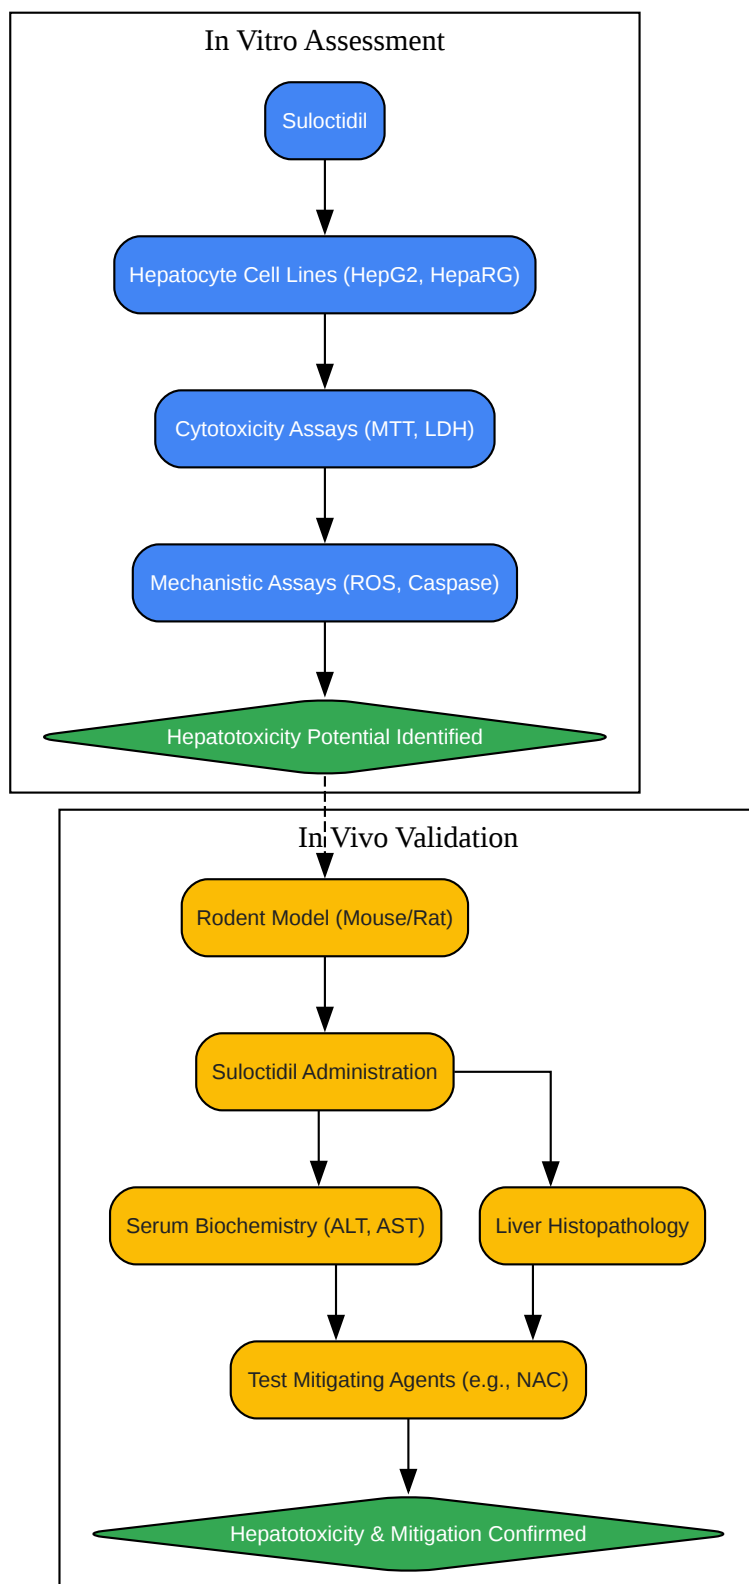 In Vitro Assessment
Suloctidil
Hepatocyte Cell Lines (HepG2, HepaRG)
Cytotoxicity Assays (MTT, LDH)
Mechanistic Assays (ROS, Caspase)
Hepatotoxicity Potential Identified
In Vivo Validation
Rodent Model (Mouse/Rat)
Suloctidil Administration
Serum Biochemistry (ALT, AST)
Liver Histopathology
Test Mitigating Agents (e.g., NAC)
Hepatotoxicity & Mitigation Confirmed